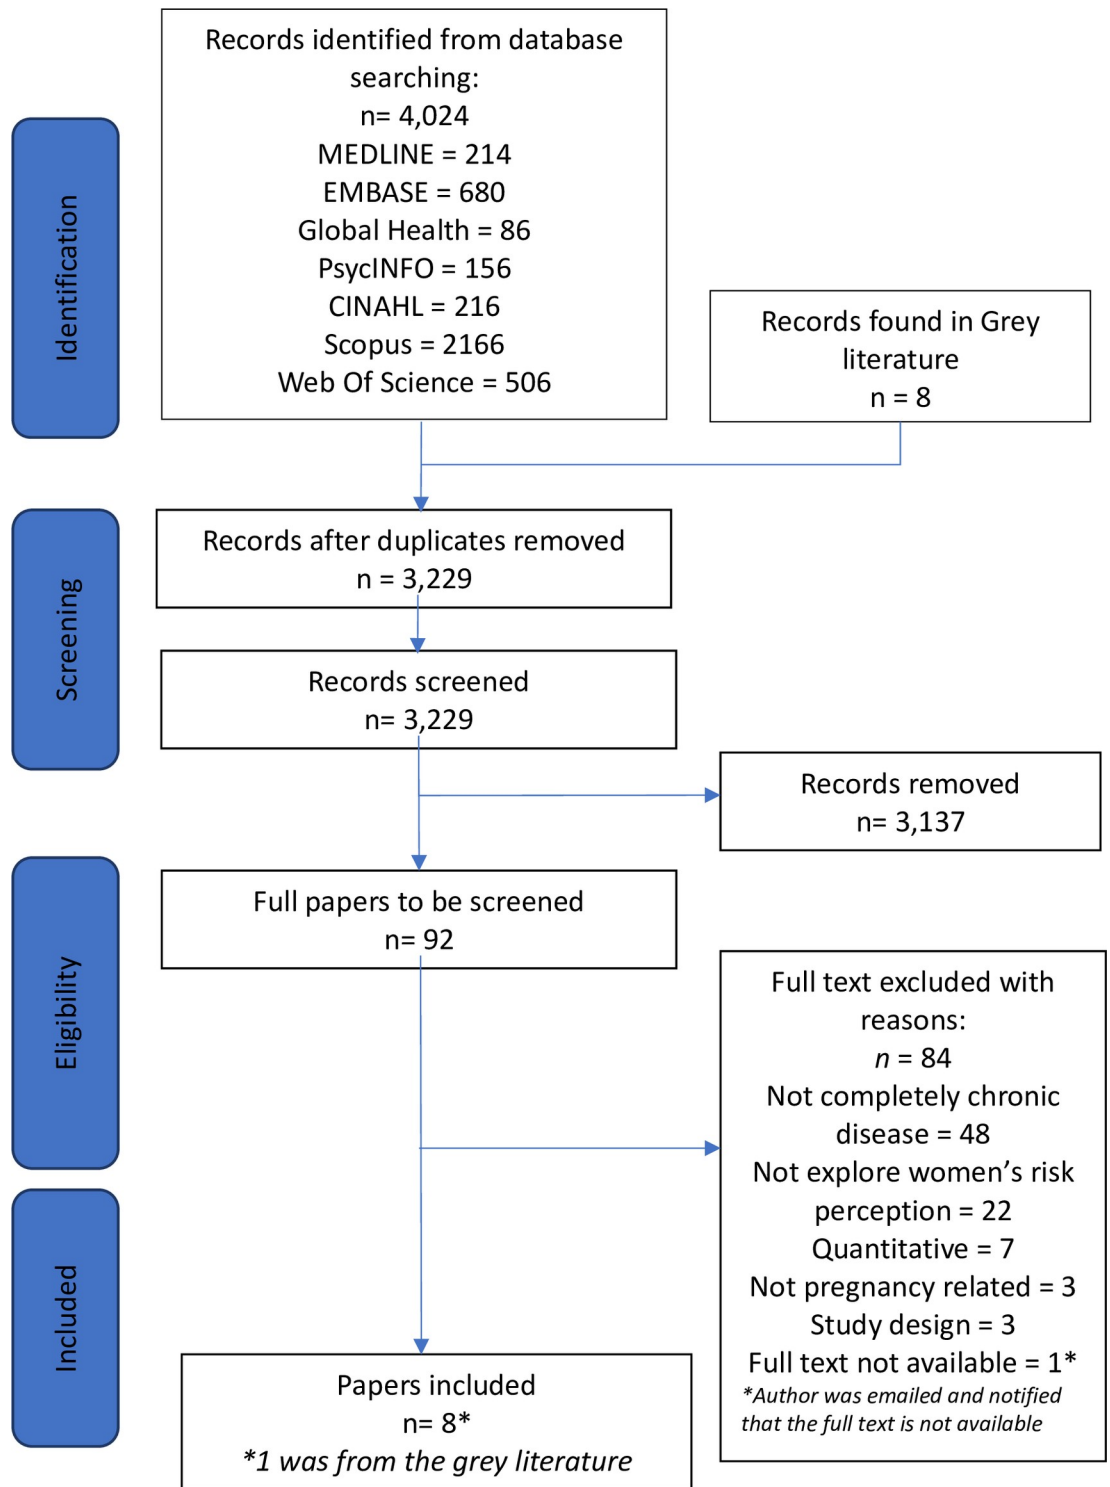 Identification
Records identified from database
searching:
n= 4,024
MEDLINE = 214
EMBASE = 680
Global Health = 86
PsycINFO = 156
CINAHL = 216
Scopus = 2166
Web Of Science = 506
Records found in Grey
literature
n = 8
Screening
Records after duplicates removed
n = 3,229
Records screened
n= 3,229
Records removed
n= 3,137
Eligibility
Full papers to be screened
n= 92
Full text excluded with
reasons:
n = 84
Not completely chronic
disease = 48
Not explore women’s risk
perception = 22
Quantitative = 7
Not pregnancy related = 3
Study design = 3
Full text not available = 1*
*Author was emailed and notified
that the full text is not available
Included
Papers included
n= 8*
*1 was from the grey literature